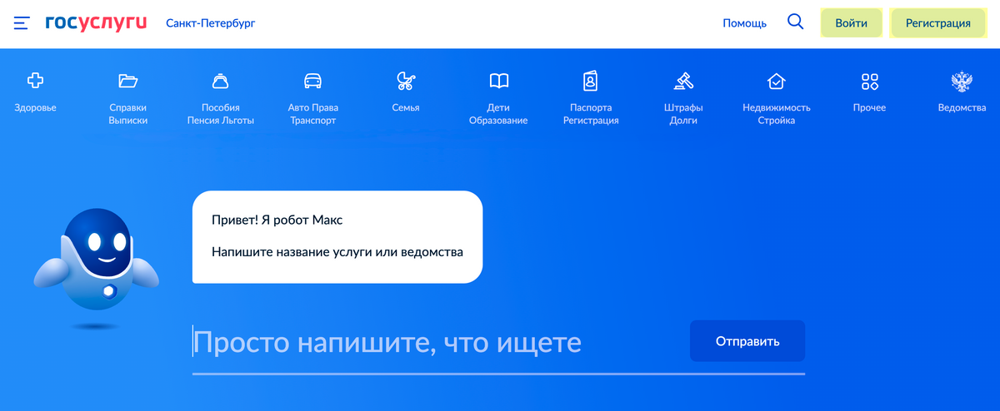 госуслуги Санкт-Петербург Помощь Войти Регистрация
Здоровье
Справки
Выписки
Пособия
Пенсия Льготы
Авто Права
Транспорт
Семья
Дети
Образование
Паспорта
Регистрация
Штрафы
Долги
Недвижимость
Стройка
Прочее
Ведомства
Привет! Я робот Макс
Напишите название услуги или ведомства
Просто напишите, что ищете
Отправить